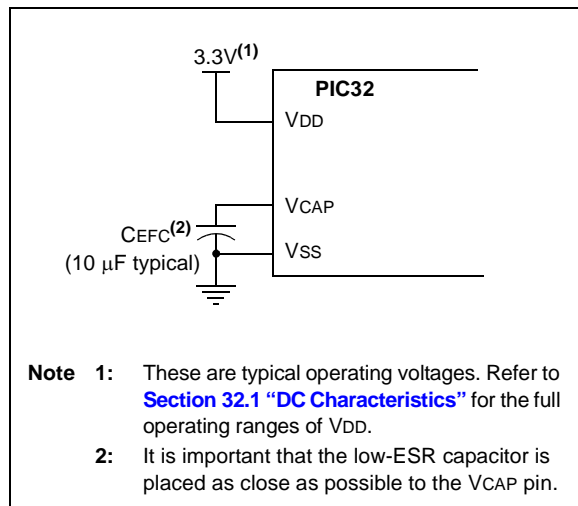 3.3V(1)
PIC32
VDD
VCAP
CEFC(2)
(10 μF typical)
VSS
Note 1: These are typical operating voltages. Refer to
Section 32.1 “DC Characteristics” for the full
operating ranges of VDD.
2: It is important that the low-ESR capacitor is
placed as close as possible to the VCAP pin.